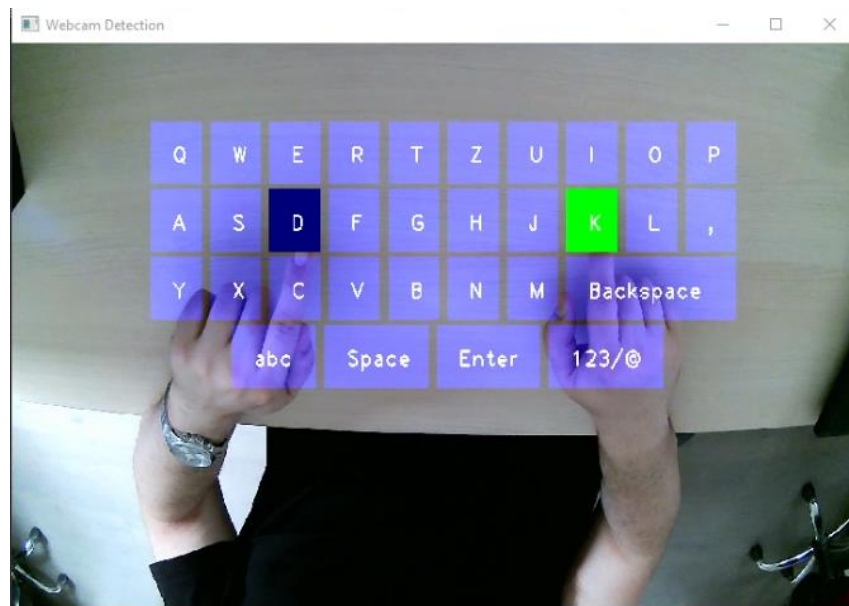 Webcam Detection
Q W E R T Z U I O P
A S D F G H J K L ,
Y X C V B N M Backspace
abc Space Enter 123/@